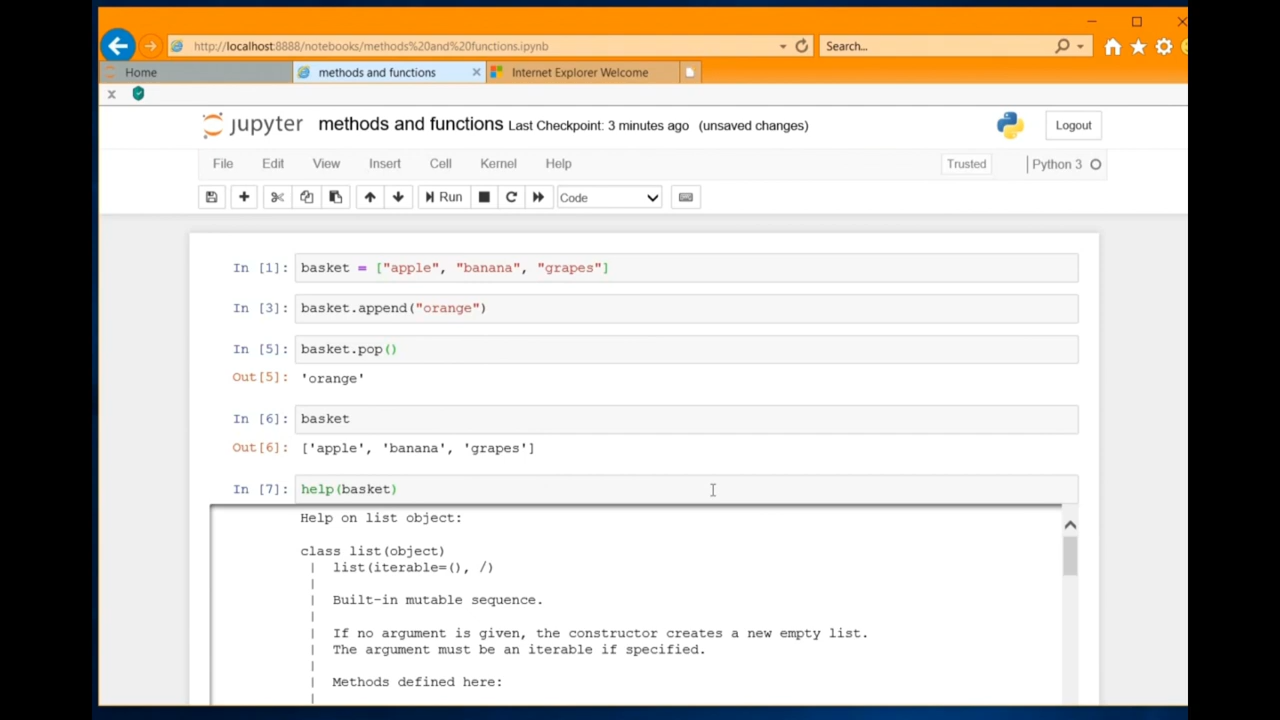 http://localhost:8888/notebooks/methods%20and%20functions.ipynb
Search...
Home
methods and functions
Internet Explorer Welcome
jupyter methods and functions Last Checkpoint: 3 minutes ago (unsaved changes)
Logout
File Edit View Insert Cell Kernel Help
Trusted
Python 3
Run
Code
In [1]: basket = ["apple", "banana", "grapes"]
In [3]: basket.append("orange")
In [5]: basket.pop()
Out[5]: 'orange'
In [6]: basket
Out[6]: ['apple', 'banana', 'grapes']
In [7]: help(basket)
Help on list object:
class list(object)
| list(iterable=(), /)
|
| Built-in mutable sequence.
|
| If no argument is given, the constructor creates a new empty list.
| The argument must be an iterable if specified.
|
| Methods defined here:
|